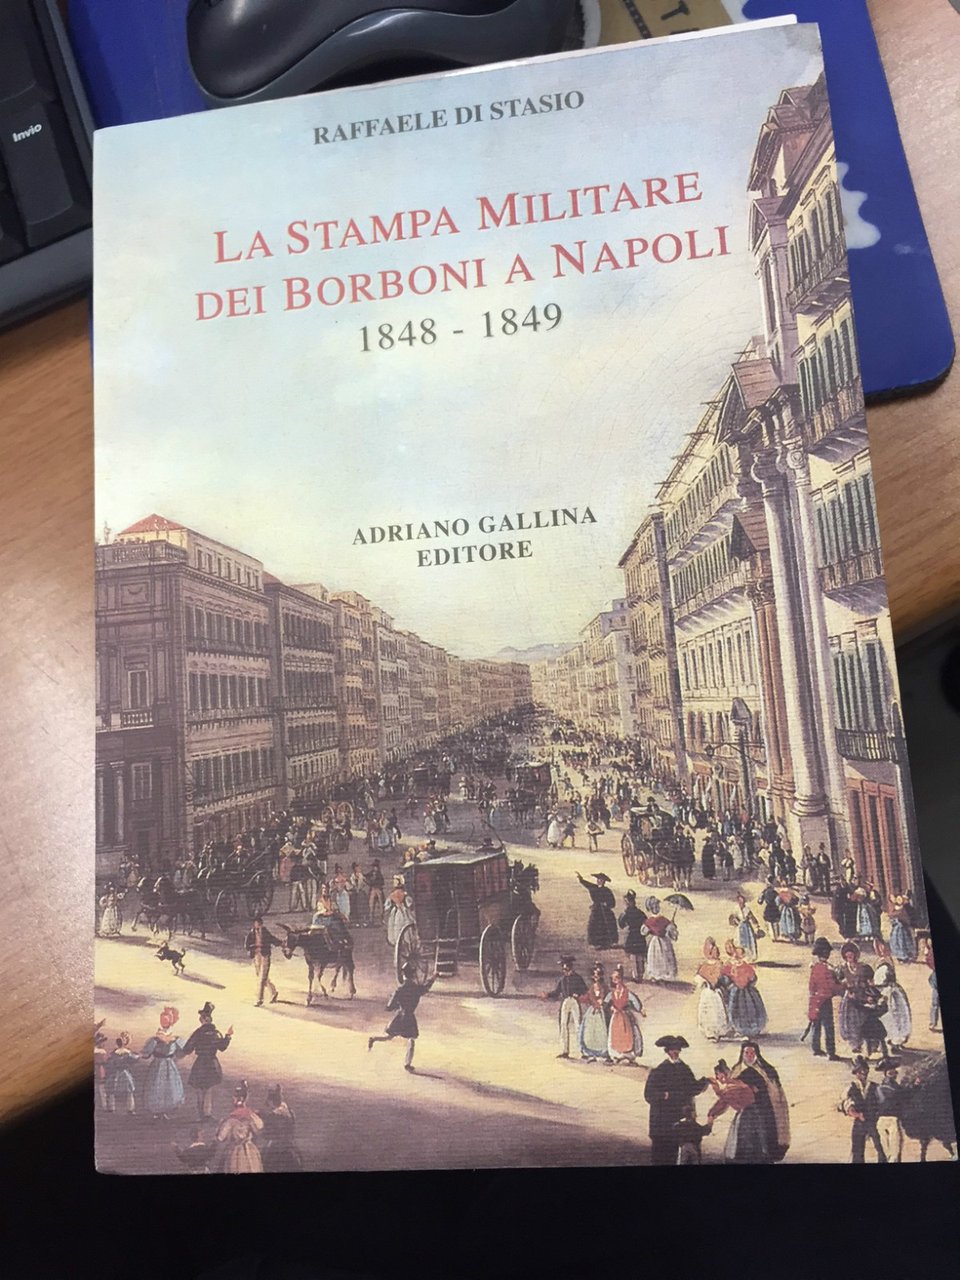 Invio
RAFFAELE DI STASIO
LA STAMPA MILITARE
DEI BORBONI A NAPOLI
1848 - 1849
ADRIANO GALLINA
EDITORE